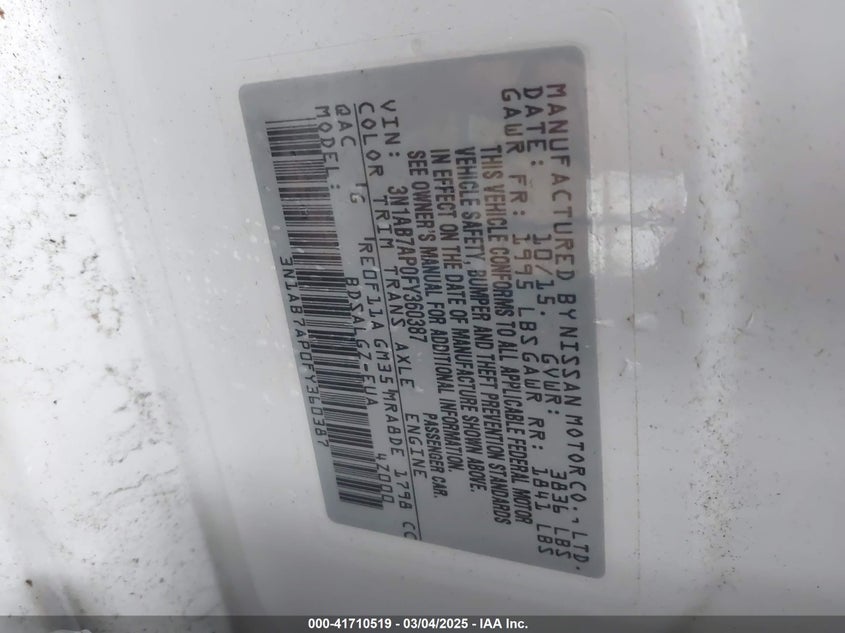 MANUFACTURED BY NISSAN MOTOR CO., LTD.
DATE: 10/15. GVWR: 3836 LBS
GAWR FR: 1995 LBS GAWR RR: 1841 LBS
THIS VEHICLE CONFORMS TO ALL APPLICABLE FEDERAL MOTOR
VEHICLE SAFETY, BUMPER AND THEFT PREVENTION STANDARDS
IN EFFECT ON THE DATE OF MANUFACTURE SHOWN ABOVE.
SEE OWNER'S MANUAL FOR ADDITIONAL INFORMATION.
PASSENGER CAR.
VIN: 3N1AB7AP0FY360387
COLOR TRIM TRANS AXLE ENGINE
QAC G RE0F11A GM35 MRA8DE 1798 CC
MODEL: BDSALG7-EUA 47000
3N1AB7AP0FY360387
000-41710519 - 03/04/2025 - IAA Inc.